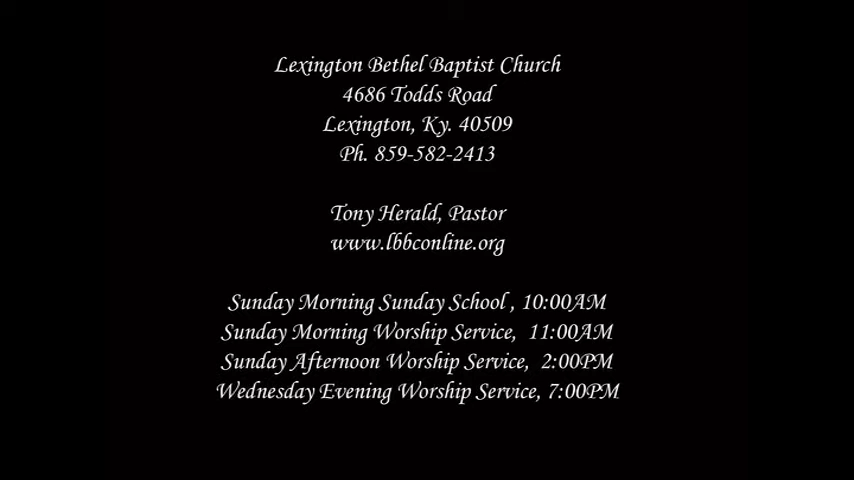 Lexington Bethel Baptist Church
4686 Todds Road
Lexington, Ky. 40509
Ph. 859-582-2413
Tony Herald, Pastor
www.lbbconline.org
Sunday Morning Sunday School , 10:00AM
Sunday Morning Worship Service,  11:00AM
Sunday Afternoon Worship Service,  2:00PM
Wednesday Evening Worship Service, 7:00PM